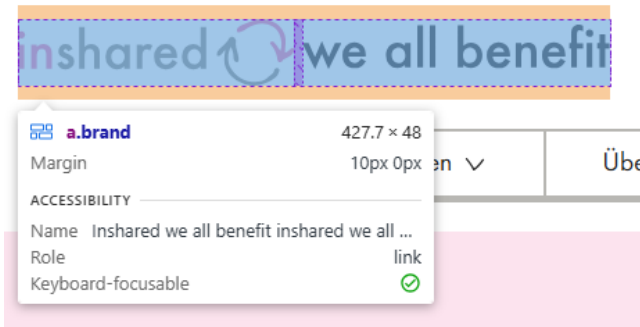 inshared we all benefit
a.brand 427.7 × 48
Margin 10px 0px
ACCESSIBILITY
Name Inshared we all benefit inshared we all ...
Role link
Keyboard-focusable
en
Übe